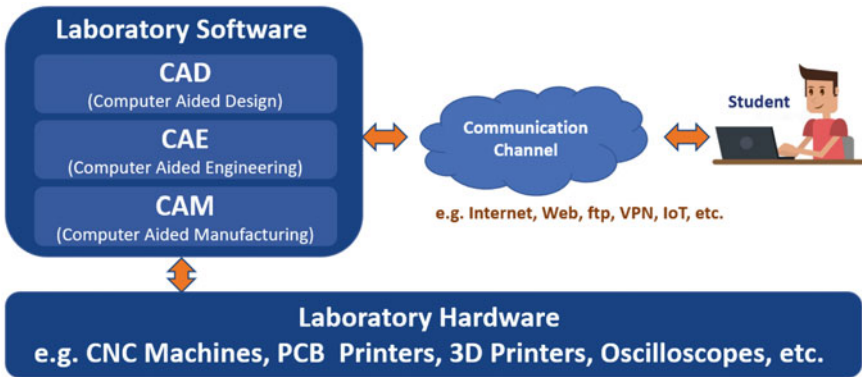 Laboratory Software
CAD
(Computer Aided Design)
CAE
(Computer Aided Engineering)
CAM
(Computer Aided Manufacturing)
Communication
Channel
e.g. Internet, Web, ftp, VPN, IoT, etc.
Student
Laboratory Hardware
e.g. CNC Machines, PCB Printers, 3D Printers, Oscilloscopes, etc.